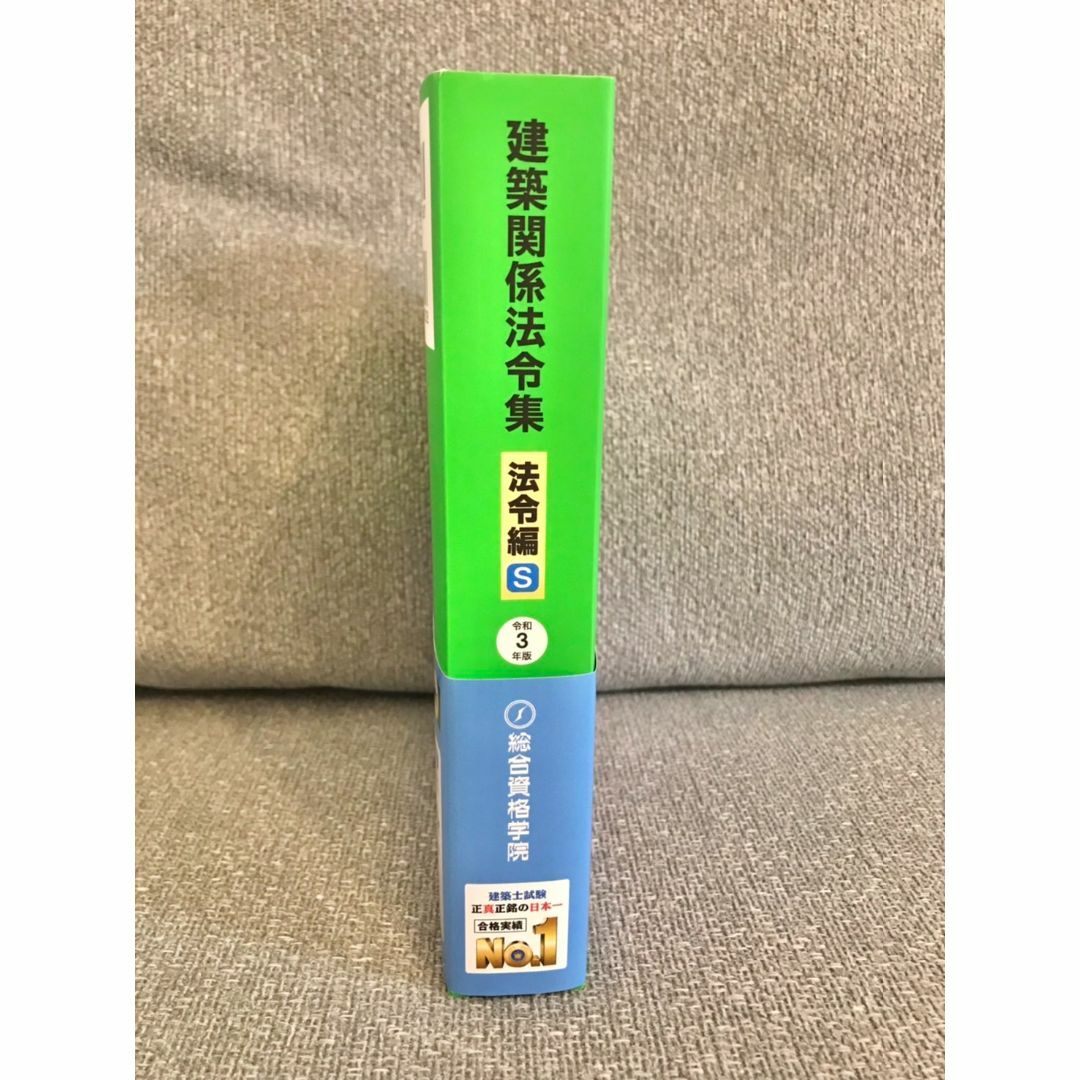 建築関係法令集
法令編
S
令和
3
年版
総合資格学院
建築士試験
正真正銘の日本一
合格実績
No.1